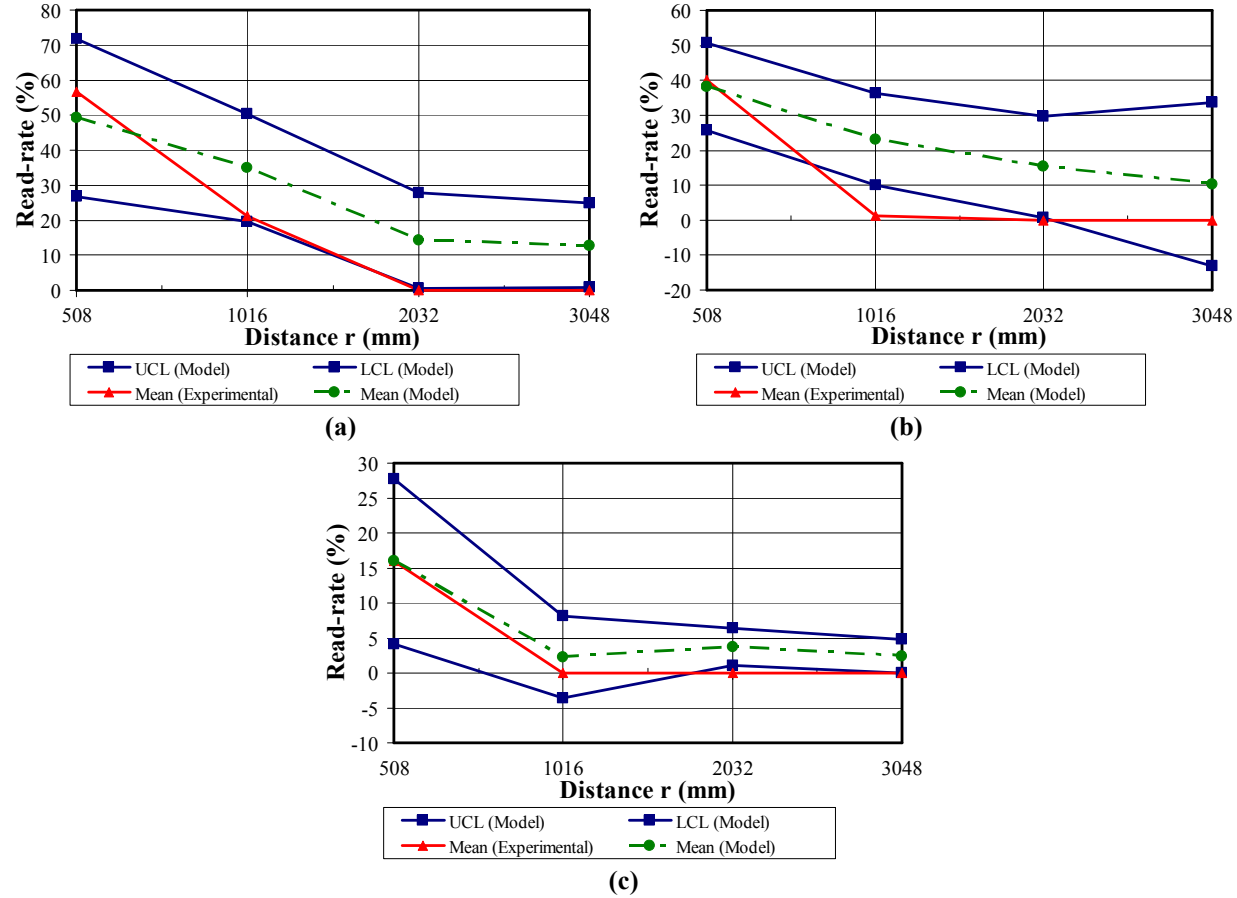 80
70
60
50
40
30
20
10
0
Read-rate (%)
508 1016 2032 3048
Distance r (mm)
UCL (Model) LCL (Model)
Mean (Experimental) Mean (Model)
(a)
60
50
40
30
20
10
0
-10
-20
Read-rate (%)
508 1016 2032 3048
Distance r (mm)
UCL (Model) LCL (Model)
Mean (Experimental) Mean (Model)
(b)
30
25
20
15
10
5
0
-5
-10
Read-rate (%)
508 1016 2032 3048
Distance r (mm)
UCL (Model) LCL (Model)
Mean (Experimental) Mean (Model)
(c)